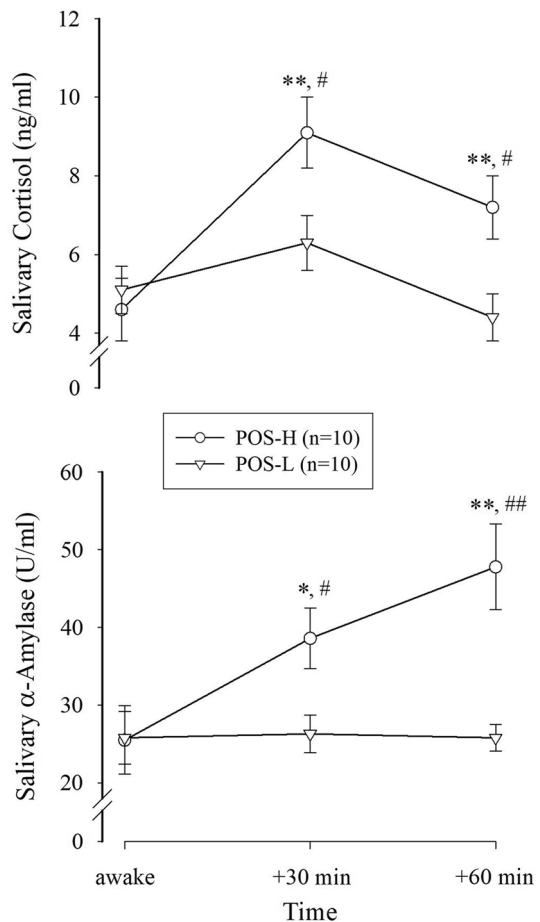 12
10
8
6
4
0
Salivary Cortisol (ng/ml)
**, #
**, #
POS-H (n=10)
POS-L (n=10)
60
50
40
30
20
0
Salivary α-Amylase (U/ml)
*, #
**, ##
awake
+30 min
+60 min
Time